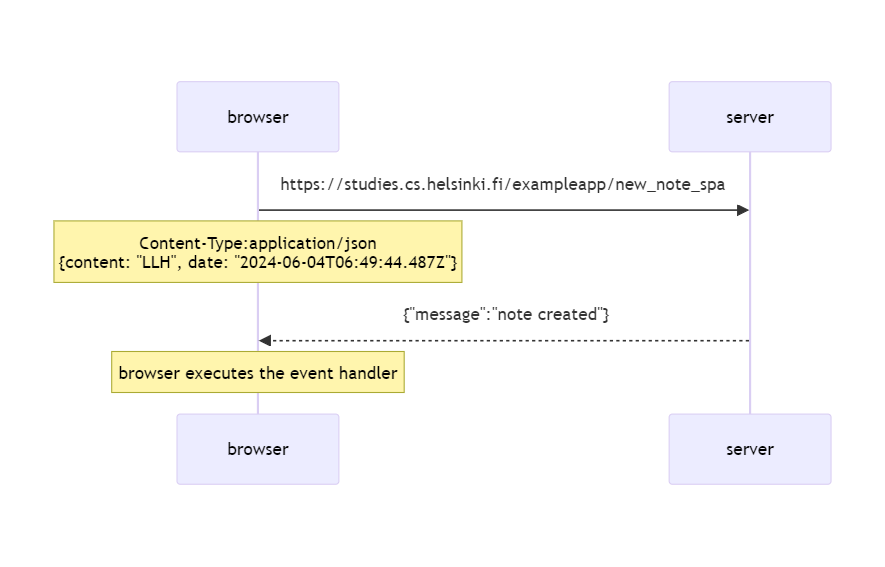 browser
server
https://studies.cs.helsinki.fi/exampleapp/new_note_spa
Content-Type:application/json
{content: "LLH", date: "2024-06-04T06:49:44.487Z"}
{"message":"note created"}
browser executes the event handler
browser
server